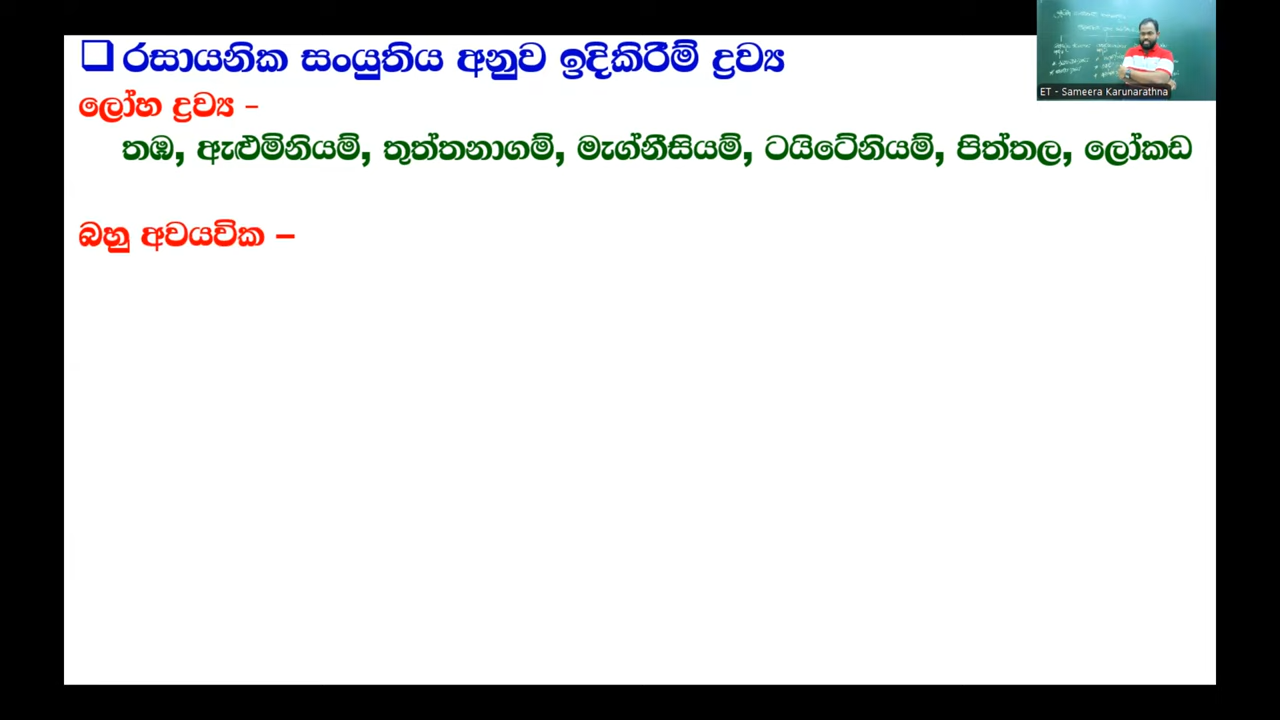 ❑ රසායනික සංයුතිය අනුව ඉදිකිරීම් ද්‍රව්‍ය
ET - Sameera Karunarathna
ලෝහ ද්‍රව්‍ය -
තඹ, ඇළුමිනියම්, තුත්තනාගම්, මැග්නීසියම්, ටයිටේනියම්, පිත්තල, ලෝකඩ
බහු අවයවික –